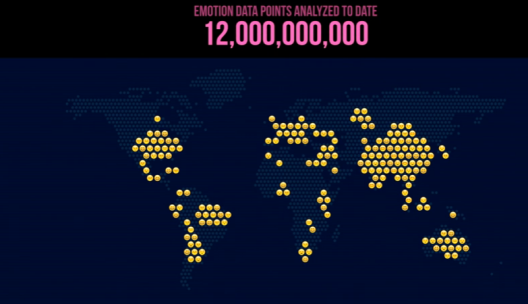 EMOTION DATA POINTS ANALYZED TO DATE
12,000,000,000